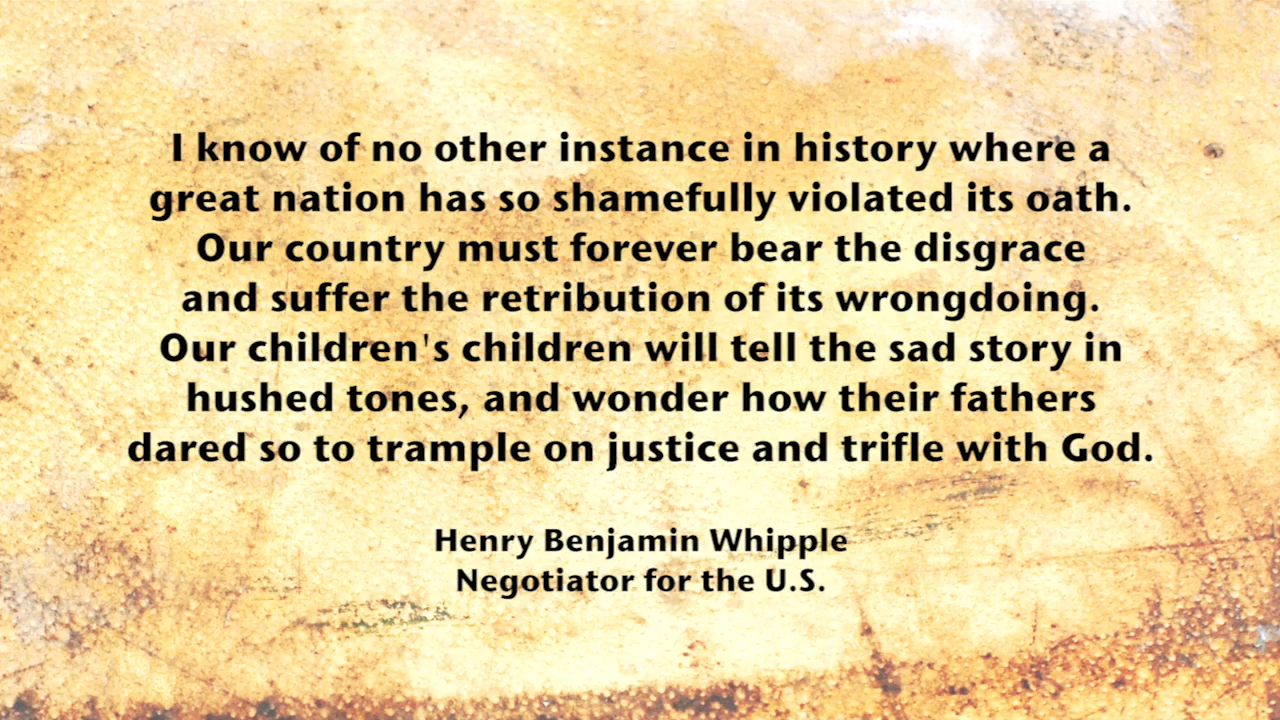 I know of no other instance in history where a
great nation has so shamefully violated its oath.
Our country must forever bear the disgrace
and suffer the retribution of its wrongdoing.
Our children's children will tell the sad story in
hushed tones, and wonder how their fathers
dared so to trample on justice and trifle with God.
Henry Benjamin Whipple
Negotiator for the U.S.